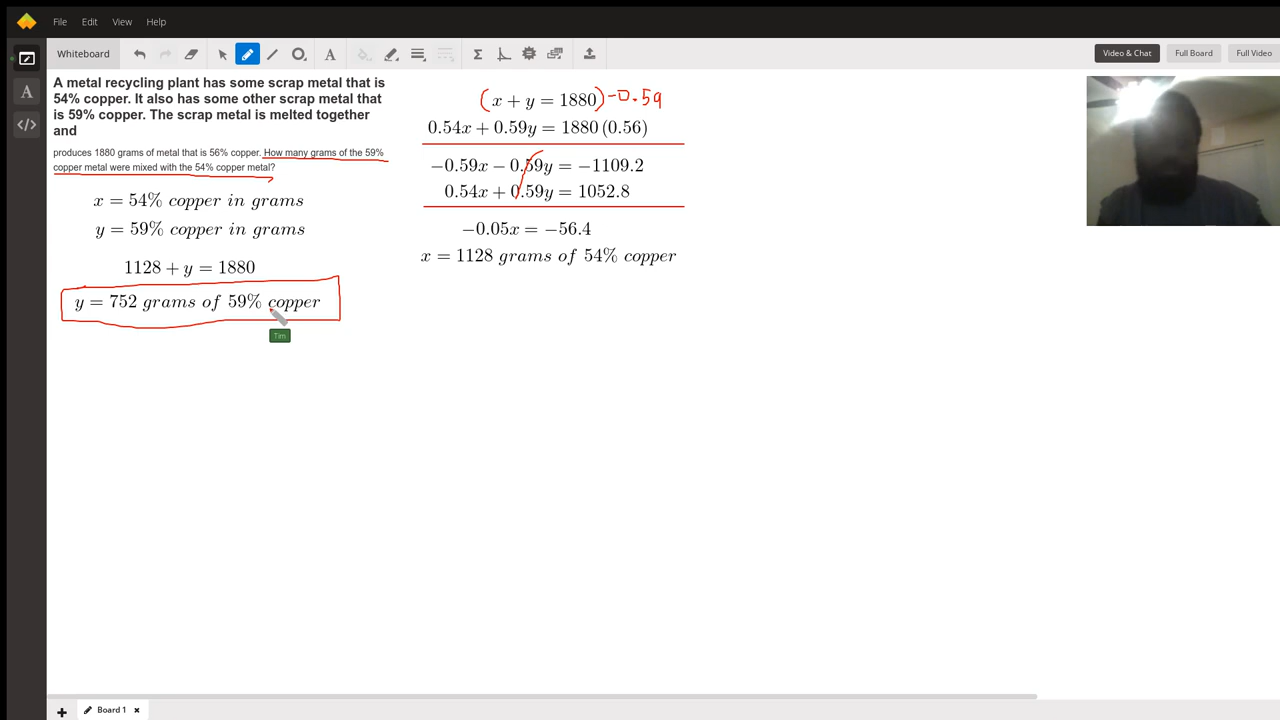 File Edit View Help
Whiteboard
A
Σ
Video & Chat
Full Board
Full Video
A
A metal recycling plant has some scrap metal that is
54% copper. It also has some other scrap metal that
is 59% copper. The scrap metal is melted together
and
produces 1880 grams of metal that is 56% copper. How many grams of the 59%
copper metal were mixed with the 54% copper metal?
x = 54% copper in grams
y = 59% copper in grams
1128 + y = 1880
y = 752 grams of 59% copper
Tim
(x + y = 1880) -0.59
0.54x + 0.59y = 1880 (0.56)
−0.59x − 0.59y = −1109.2
0.54x + 0.59y = 1052.8
−0.05x = −56.4
x = 1128 grams of 54% copper
Board 1